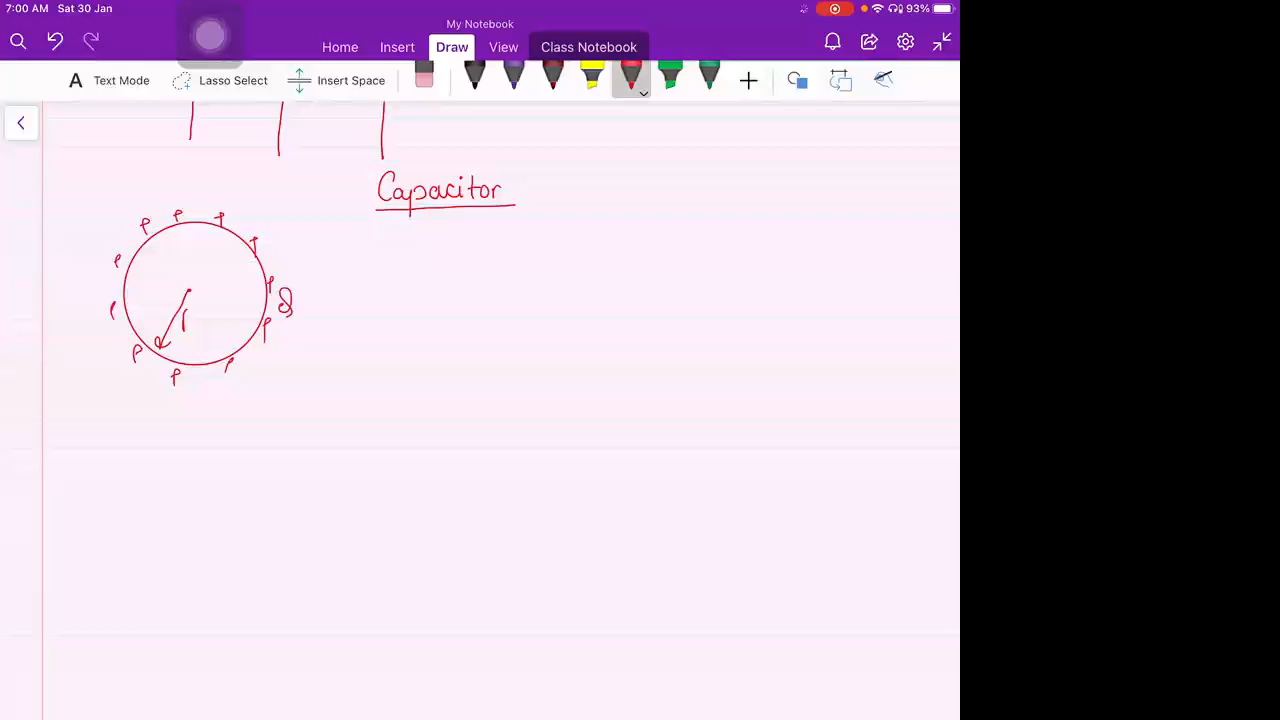 7:00 AM Sat 30 Jan
93%
My Notebook
Home Insert Draw View Class Notebook
A Text Mode Lasso Select Insert Space
Capacitor